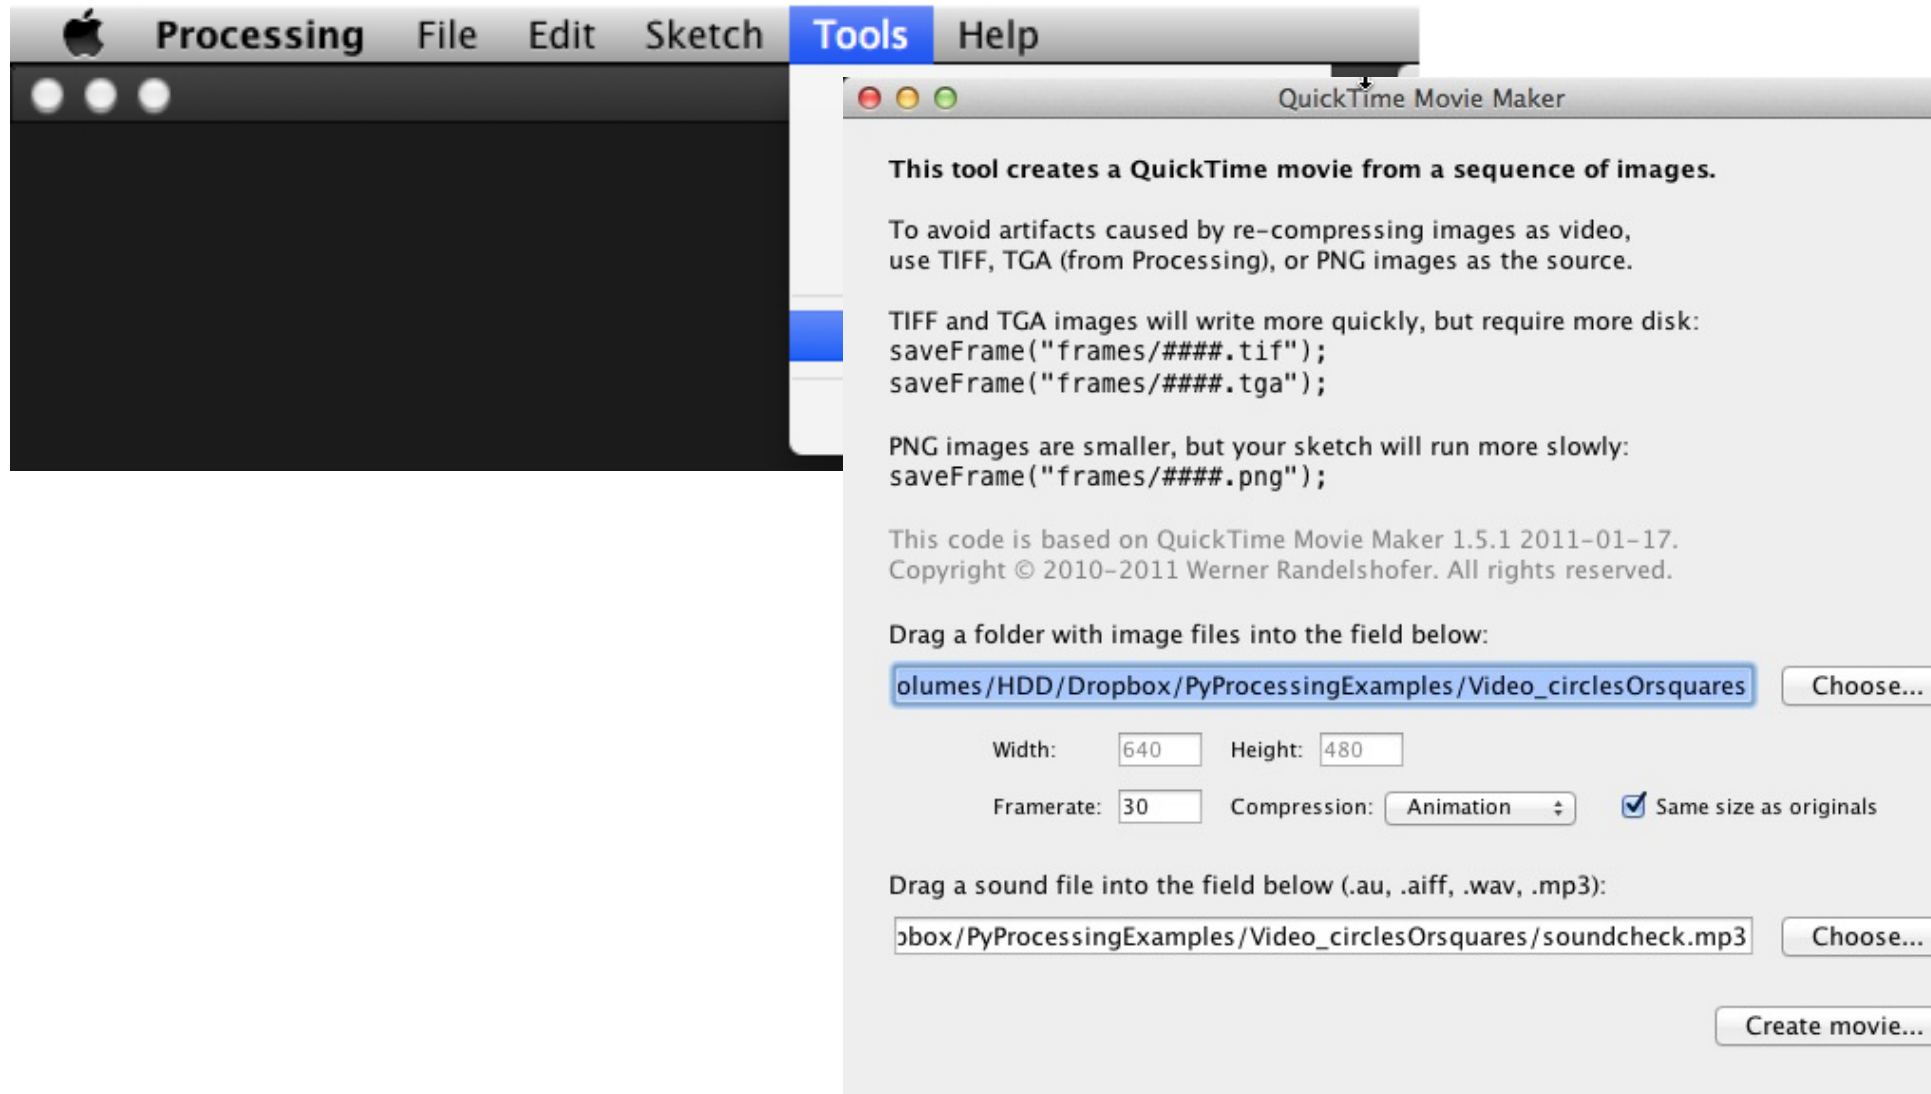 Processing File Edit Sketch Tools Help
QuickTime Movie Maker
This tool creates a QuickTime movie from a sequence of images.
To avoid artifacts caused by re-compressing images as video,
use TIFF, TGA (from Processing), or PNG images as the source.
TIFF and TGA images will write more quickly, but require more disk:
saveFrame("frames/####.tif");
saveFrame("frames/####.tga");
PNG images are smaller, but your sketch will run more slowly:
saveFrame("frames/####.png");
This code is based on QuickTime Movie Maker 1.5.1 2011-01-17.
Copyright © 2010-2011 Werner Randelshofer. All rights reserved.
Drag a folder with image files into the field below:
olumes/HDD/Dropbox/PyProcessingExamples/Video_circlesOrsquares Choose...
Width: 640 Height: 480
Framerate: 30 Compression: Animation Same size as originals
Drag a sound file into the field below (.au, .aiff, .wav, .mp3):
obox/PyProcessingExamples/Video_circlesOrsquares/soundcheck.mp3 Choose...
Create movie...